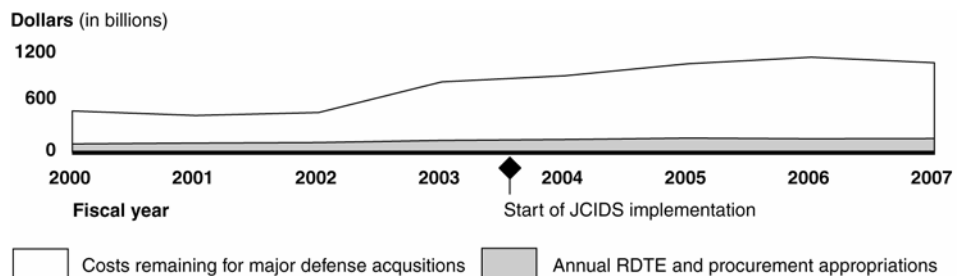 Dollars (in billions)
1200
600
0
2000 2001 2002 2003 2004 2005 2006 2007
Fiscal year
Start of JCIDS implementation
Costs remaining for major defense acqusitions
Annual RDTE and procurement appropriations